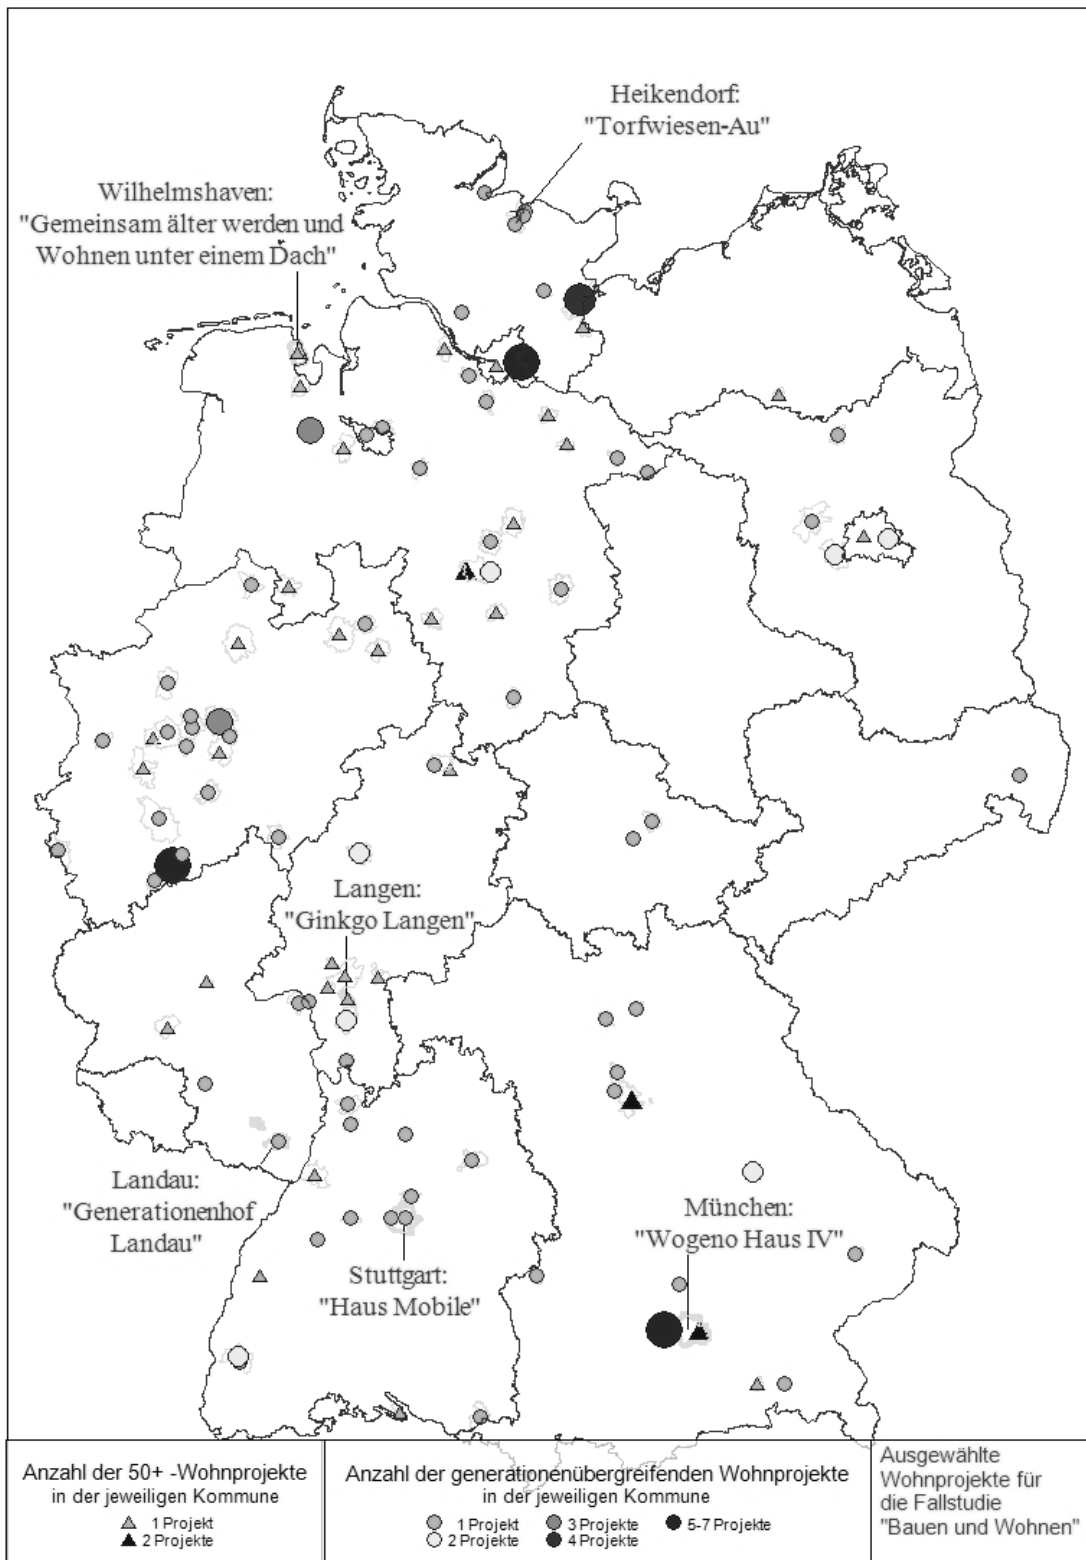 Heikendorf:
"Torfwiesen-Au"
Wilhelmshaven:
"Gemeinsam älter werden und
Wohnen unter einem Dach"
Langen:
"Ginkgo Langen"
Landau:
"Generationenhof
Landau"
München:
"Wogeno Haus IV"
Stuttgart:
"Haus Mobile"
Anzahl der 50+ -Wohnprojekte
in der jeweiligen Kommune
1 Projekt
2 Projekte
Anzahl der generationenübergreifenden Wohnprojekte
in der jeweiligen Kommune
1 Projekt
3 Projekte
5-7 Projekte
2 Projekte
4 Projekte
Ausgewählte
Wohnprojekte für
die Fallstudie
"Bauen und Wohnen"